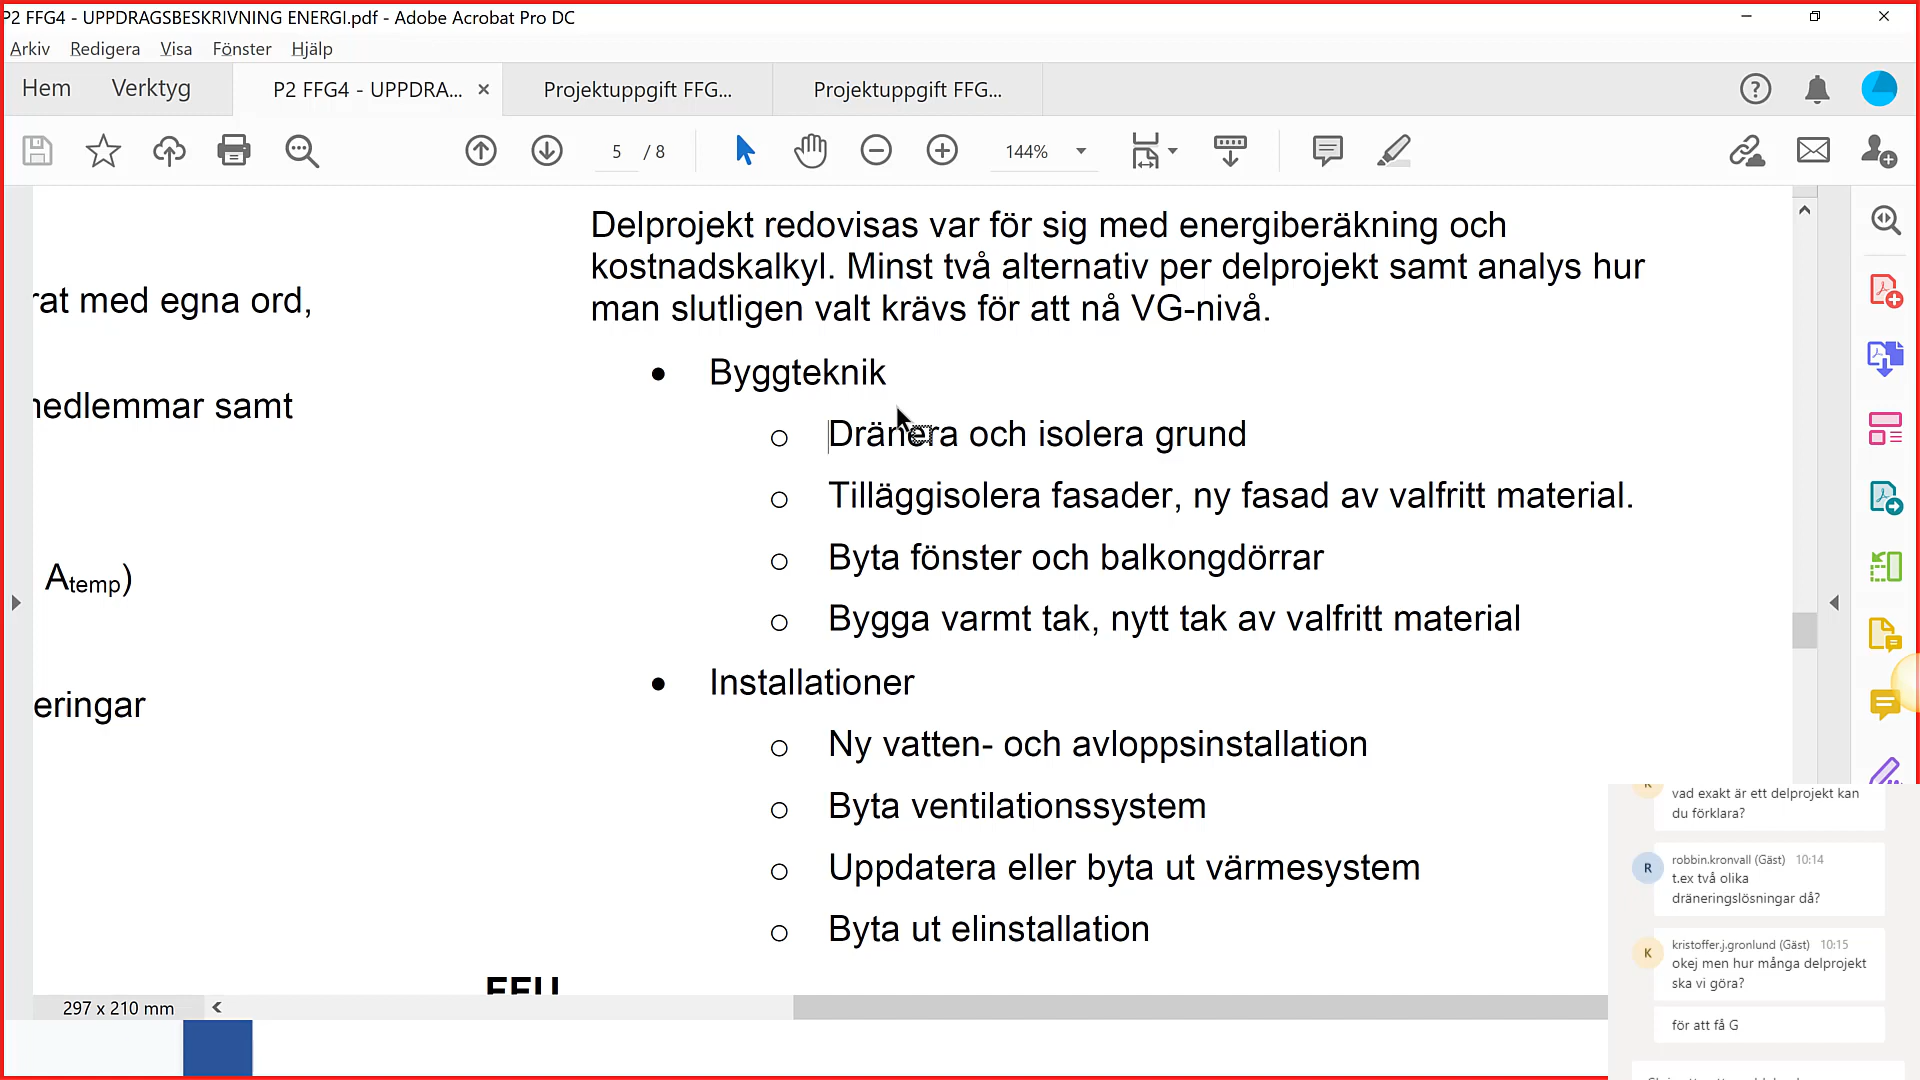 P2 FFG4 - UPPDRAGSBESKRIVNING ENERGI.pdf - Adobe Acrobat Pro DC
Arkiv Redigera Visa Fönster Hjälp
Hem Verktyg P2 FFG4 - UPPDRA... Projektuppgift FFG... Projektuppgift FFG...
5 / 8 144%
Delprojekt redovisas var för sig med energiberäkning och
kostnadskalkyl. Minst två alternativ per delprojekt samt analys hur
man slutligen valt krävs för att nå VG-nivå.
rat med egna ord,
medlemmar samt
Atemp)
eringar
• Byggteknik
o Dränera och isolera grund
o Tilläggisolera fasader, ny fasad av valfritt material.
o Byta fönster och balkongdörrar
o Bygga varmt tak, nytt tak av valfritt material
• Installationer
o Ny vatten- och avloppsinstallation
o Byta ventilationssystem
o Uppdatera eller byta ut värmesystem
o Byta ut elinstallation
297 x 210 mm
vad exakt är ett delprojekt kan
du förklara?
R
robbin.kronvall (Gäst) 10:14
t.ex två olika
dräneringslösningar då?
K
kristoffer.j.gronlund (Gäst) 10:15
okej men hur många delprojekt
ska vi göra?
för att få G